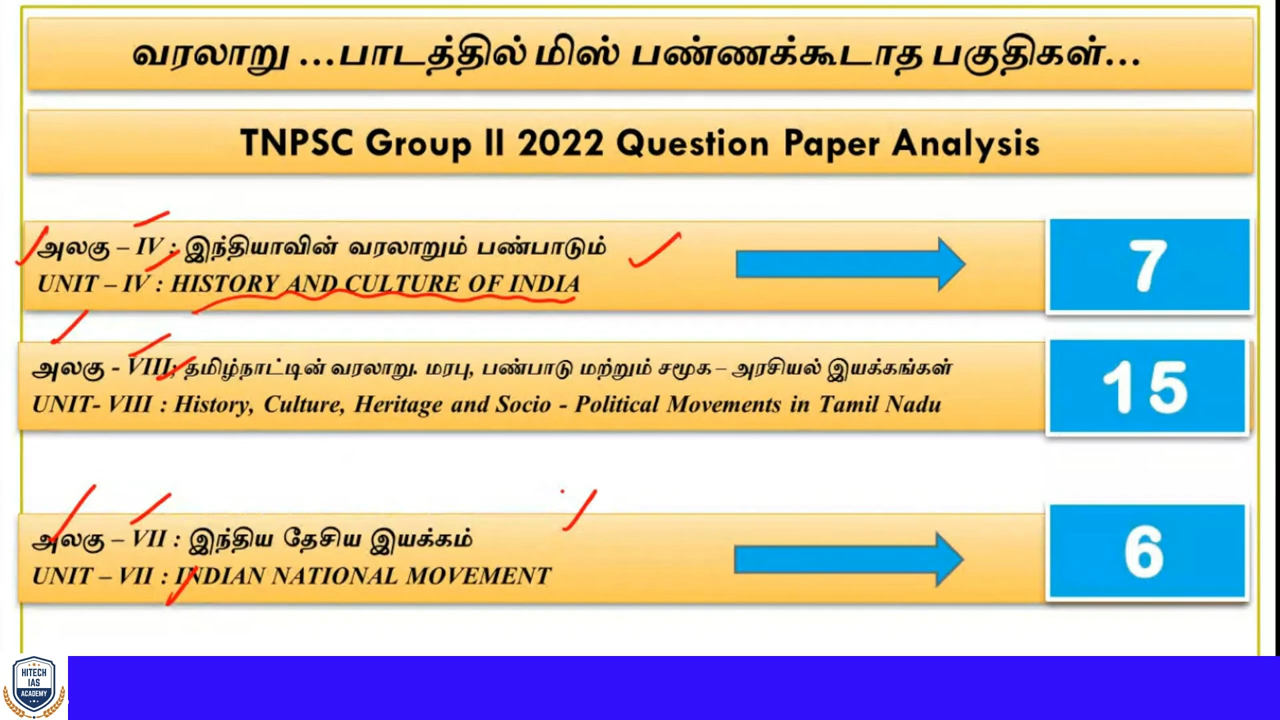 வரலாறு ...பாடத்தில் மிஸ் பண்ணக்கூடாத பகுதிகள்...
TNPSC Group II 2022 Question Paper Analysis
அலகு – IV : இந்தியாவின் வரலாறும் பண்பாடும்
UNIT – IV : HISTORY AND CULTURE OF INDIA
7
அலகு - VIII; தமிழ்நாட்டின் வரலாறு. மரபு, பண்பாடு மற்றும் சமூக – அரசியல் இயக்கங்கள்
UNIT- VIII : History, Culture, Heritage and Socio - Political Movements in Tamil Nadu
15
அலகு – VII : இந்திய தேசிய இயக்கம்
UNIT – VII : INDIAN NATIONAL MOVEMENT
6
HITECH
IAS
ACADEMY